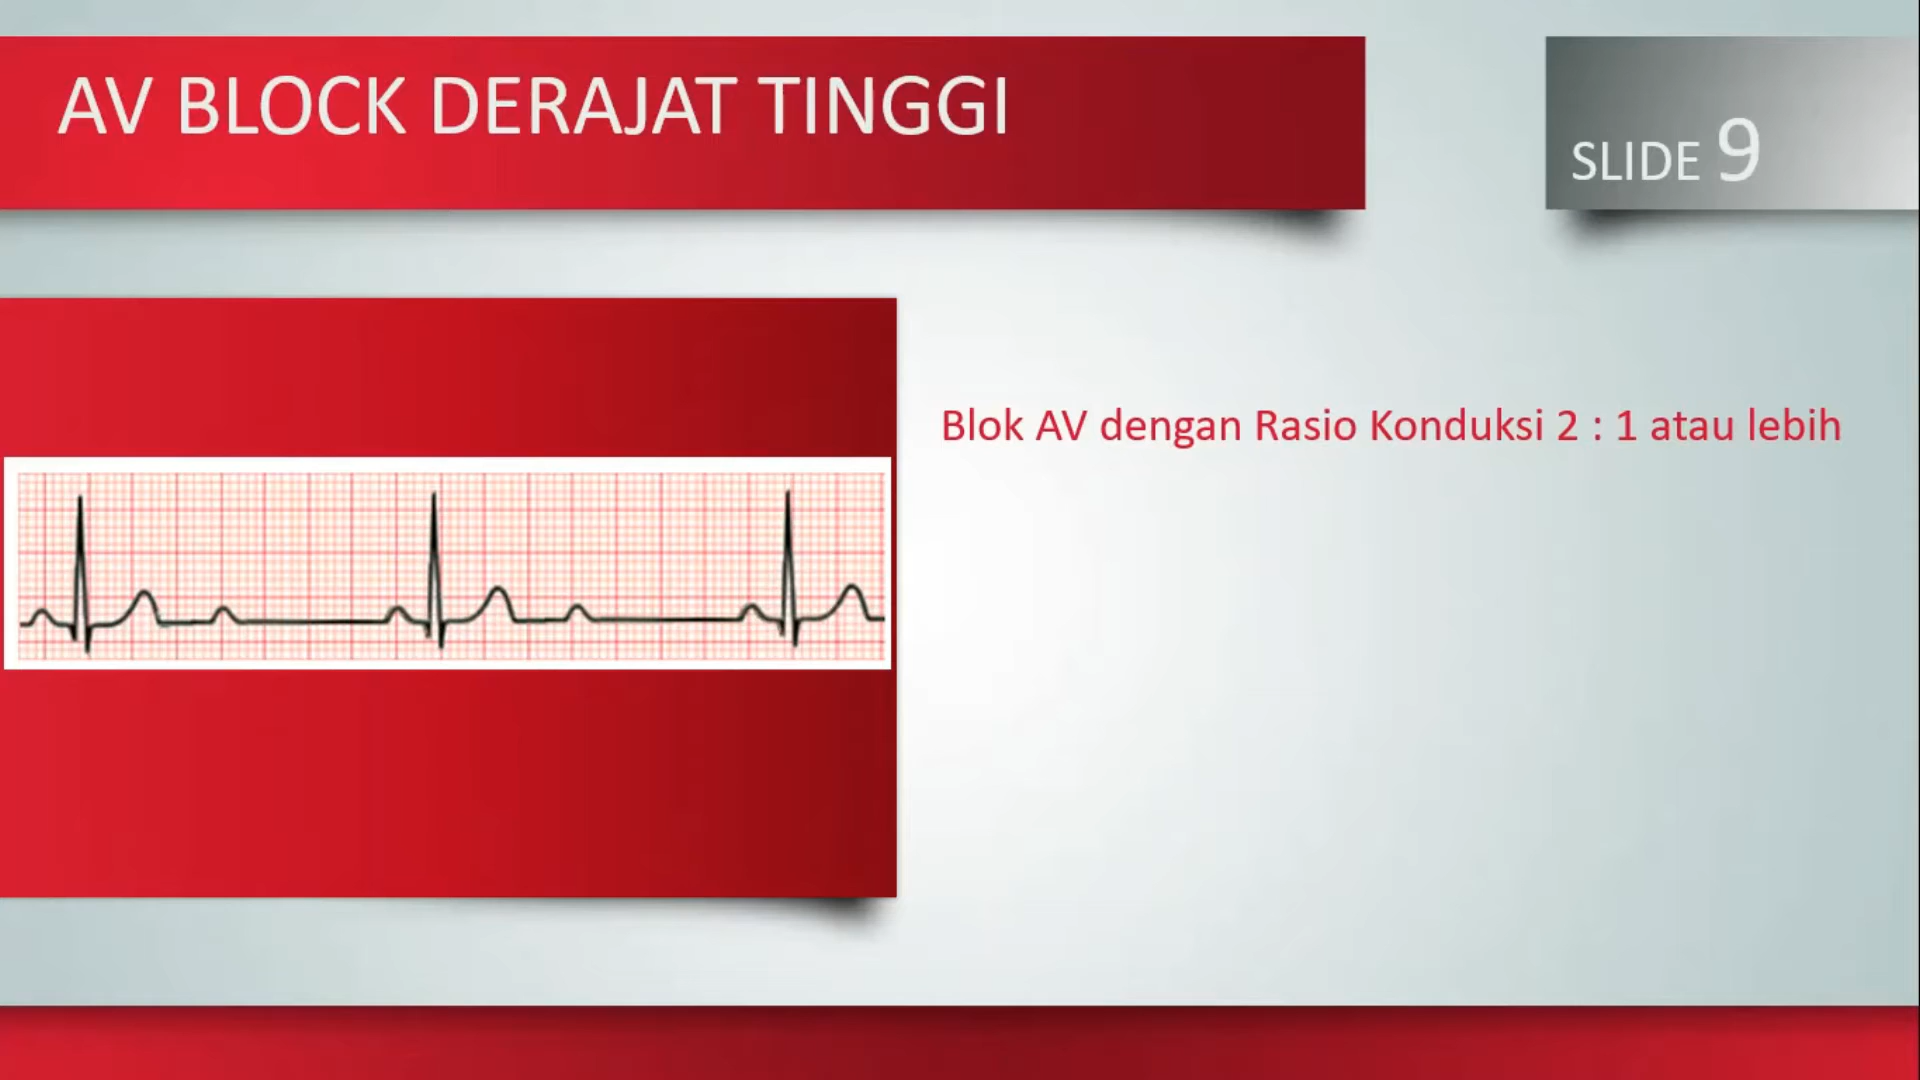 AV BLOCK DERAJAT TINGGI
SLIDE 9
Blok AV dengan Rasio Konduksi 2 : 1 atau lebih